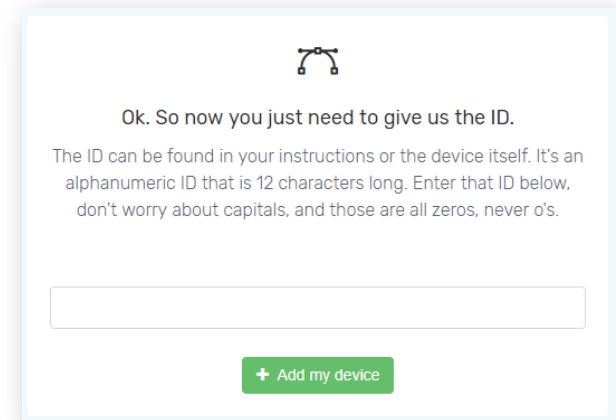 Ok. So now you just need to give us the ID.
The ID can be found in your instructions or the device itself. It's an
alphanumeric ID that is 12 characters long. Enter that ID below,
don't worry about capitals, and those are all zeros, never o's.
+ Add my device